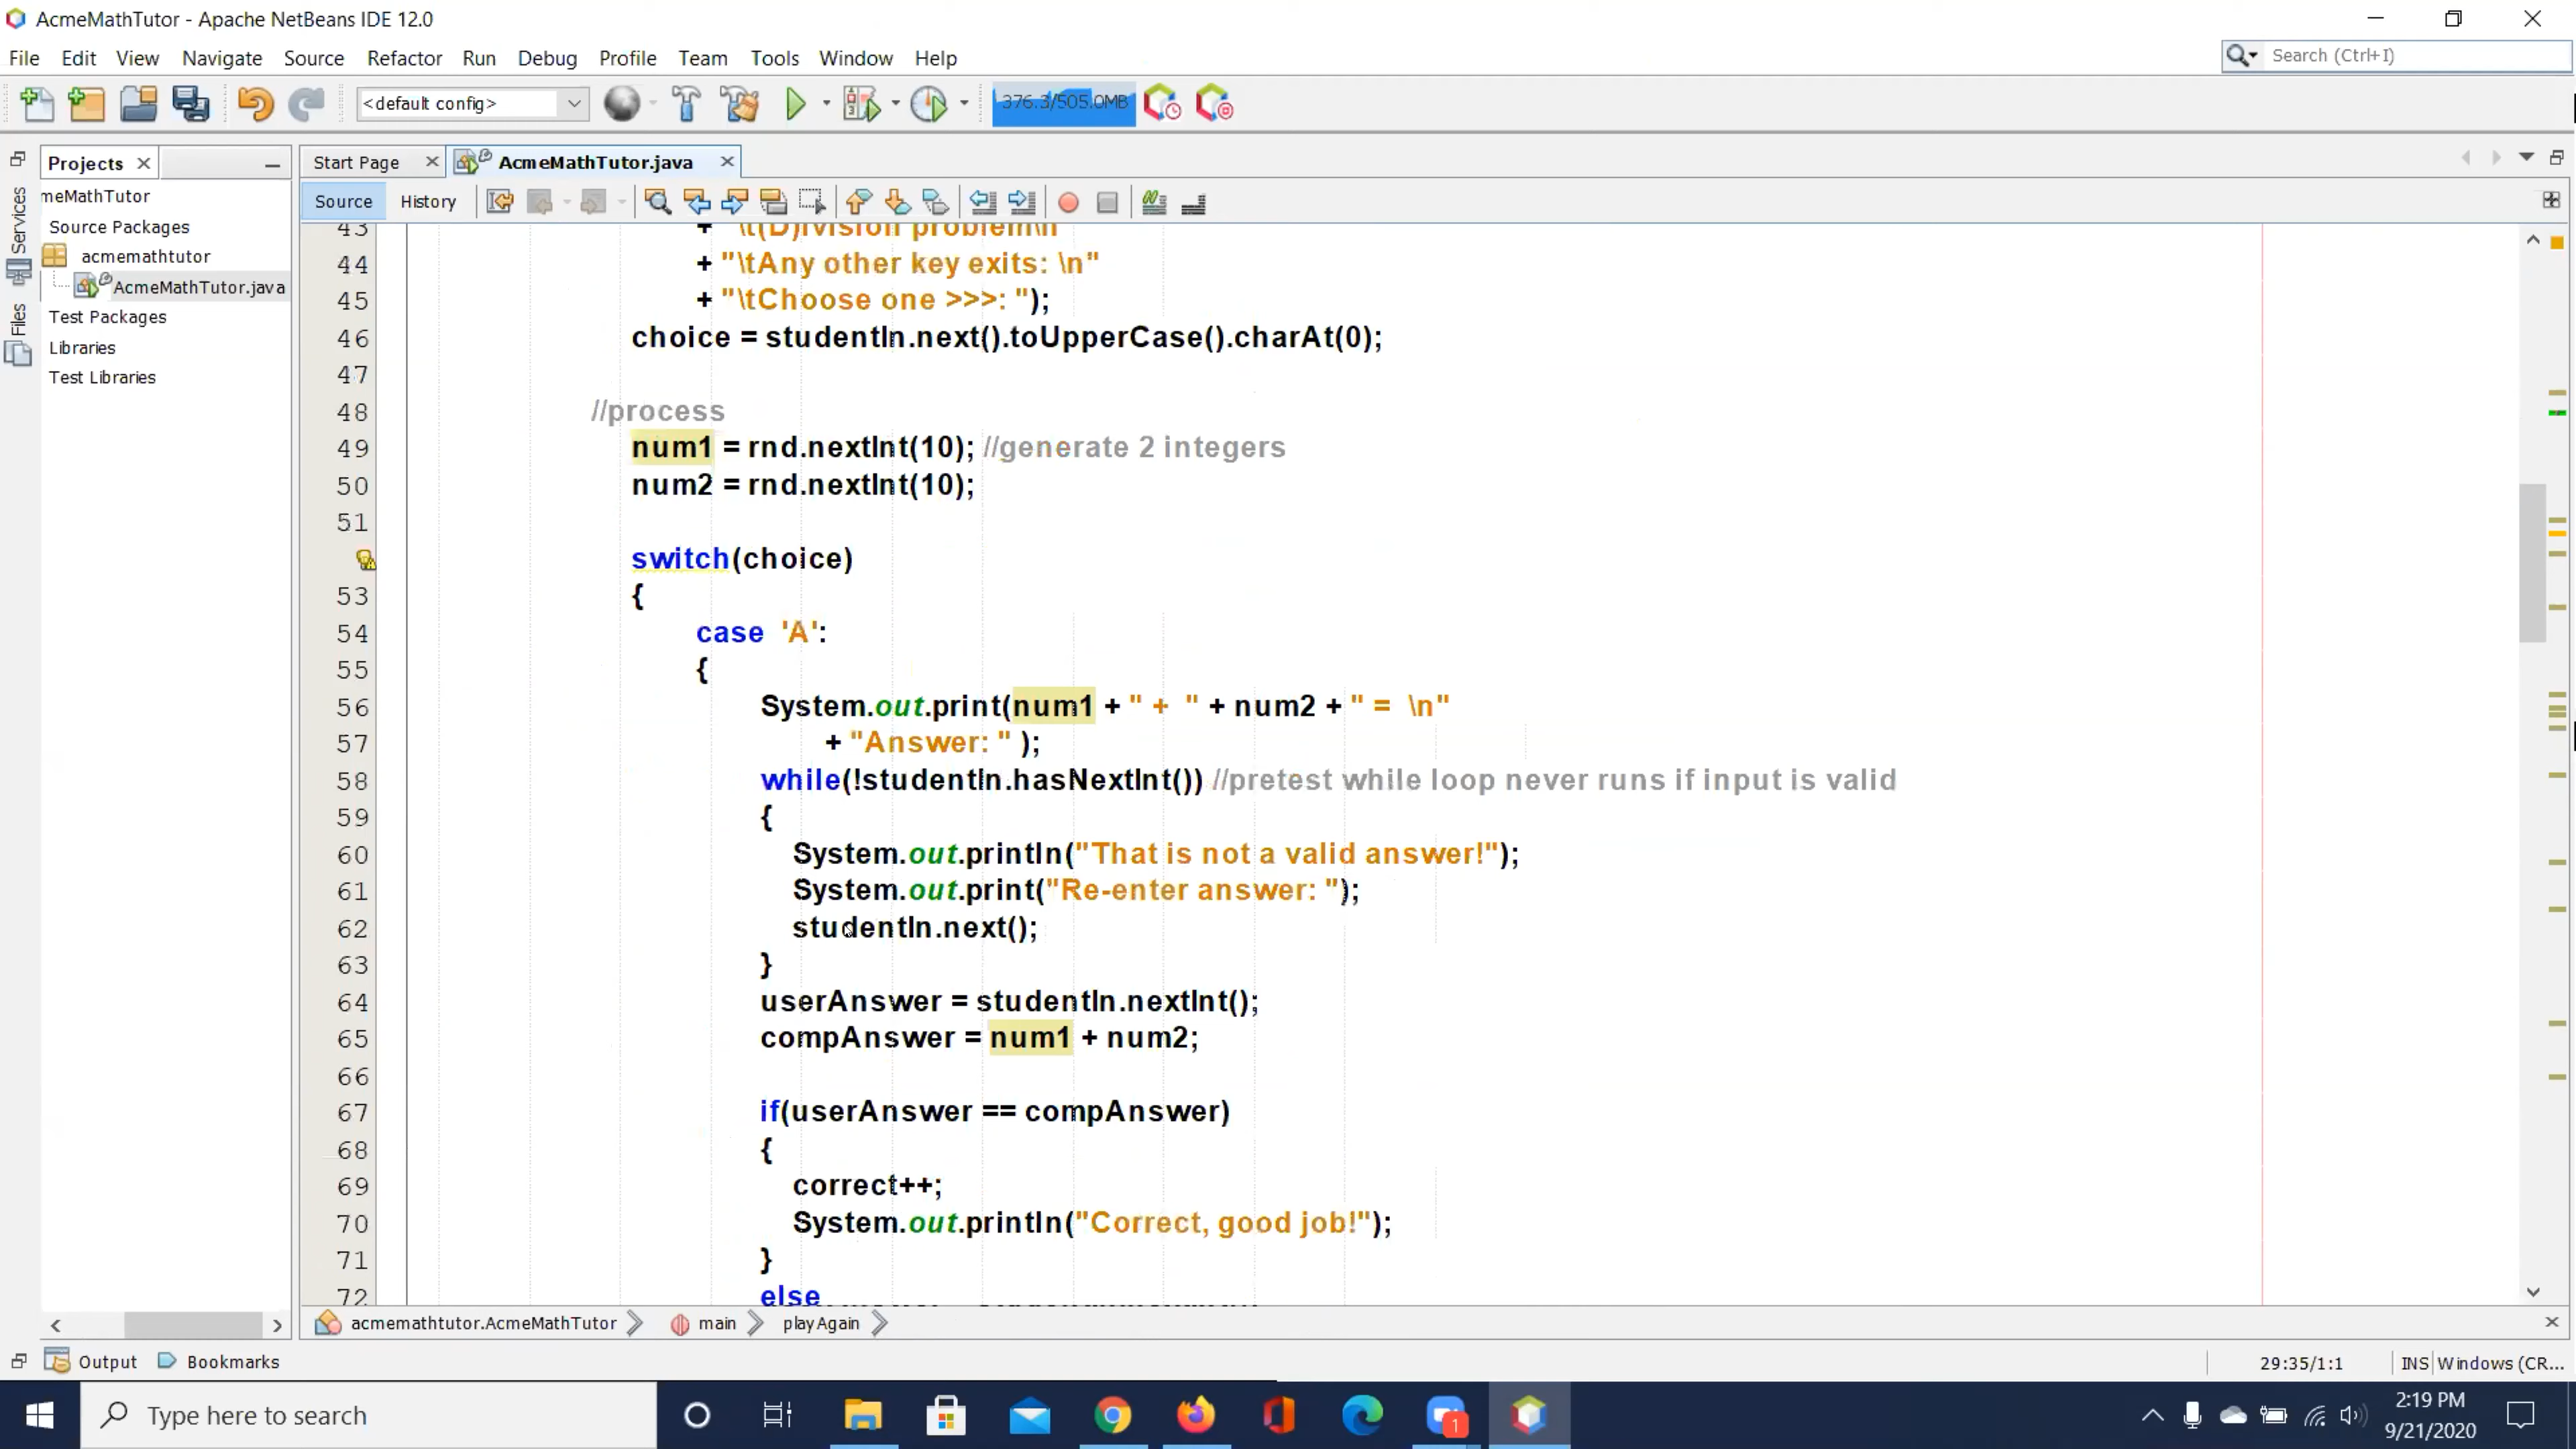 AcmeMathTutor - Apache NetBeans IDE 12.0
File Edit View Navigate Source Refactor Run Debug Profile Team Tools Window Help
Search (Ctrl+I)
<default config>
376.3/505.0MB
Projects
Start Page
AcmeMathTutor.java
Services
Files
meMathTutor
Source Packages
acmemathtutor
AcmeMathTutor.java
Test Packages
Libraries
Test Libraries
Source History
43 + "\t(D)ivision problem\n"
44 + "\tAny other key exits: \n"
45 + "\tChoose one >>>: ");
46 choice = studentIn.next().toUpperCase().charAt(0);
47
48 //process
49 num1 = rnd.nextInt(10); //generate 2 integers
50 num2 = rnd.nextInt(10);
51
switch(choice)
53 {
54 case 'A':
55 {
56 System.out.print(num1 + " + " + num2 + " = \n"
57 + "Answer: " );
58 while(!studentIn.hasNextInt()) //pretest while loop never runs if input is valid
59 {
60 System.out.println("That is not a valid answer!");
61 System.out.print("Re-enter answer: ");
62 studentIn.next();
63 }
64 userAnswer = studentIn.nextInt();
65 compAnswer = num1 + num2;
66
67 if(userAnswer == compAnswer)
68 {
69 correct++;
70 System.out.println("Correct, good job!");
71 }
72 else
acmemathtutor.AcmeMathTutor main playAgain
Output Bookmarks
29:35/1:1 INS Windows (CR...
Type here to search
1
2:19 PM
9/21/2020